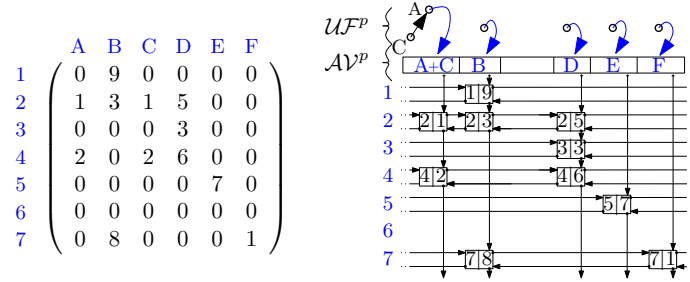 A B C D E F
1 0 9 0 0 0 0
2 1 3 1 5 0 0
3 0 0 0 3 0 0
4 2 0 2 6 0 0
5 0 0 0 0 7 0
6 0 0 0 0 0 0
7 0 8 0 0 0 1
A
𝒰ℱᵖ
C
𝒜𝒱ᵖ
A+C B D E F
1 1|9
2 2|1 2|3 2|5
3 3|3
4 4|2 4|6
5 5|7
6
7 7|8 7|1